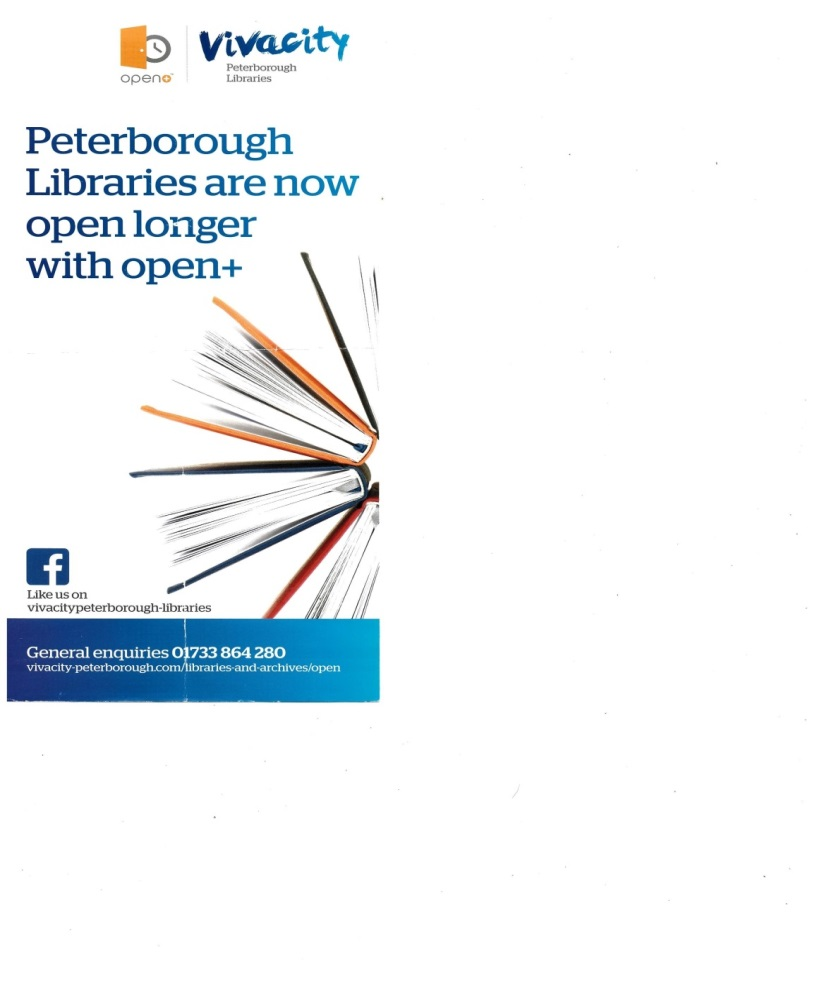 open+
Vivacity
Peterborough
Libraries
Peterborough
Libraries are now
open longer
with open+
Like us on
vivacitypeterborough-libraries
General enquiries 01733 864 280
vivacity-peterborough.com/libraries-and-archives/open